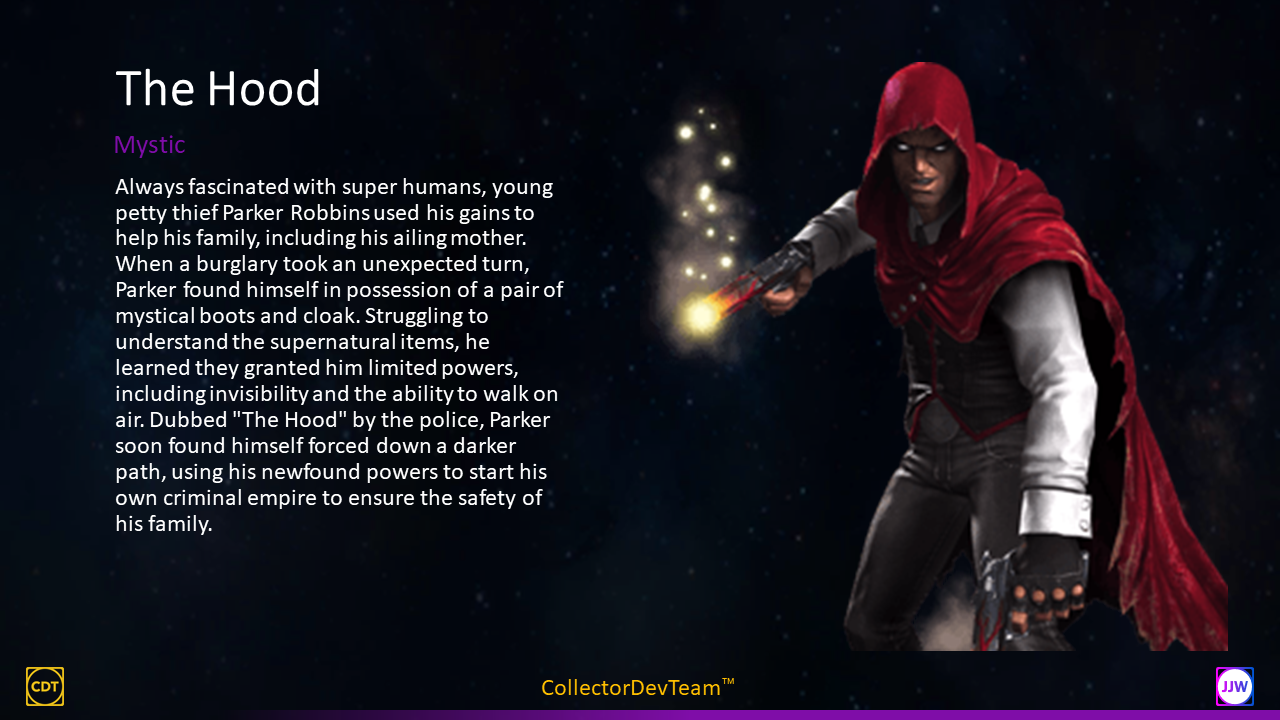 The Hood
Mystic
Always fascinated with super humans, young
petty thief Parker Robbins used his gains to
help his family, including his ailing mother.
When a burglary took an unexpected turn,
Parker found himself in possession of a pair of
mystical boots and cloak. Struggling to
understand the supernatural items, he
learned they granted him limited powers,
including invisibility and the ability to walk on
air. Dubbed "The Hood" by the police, Parker
soon found himself forced down a darker
path, using his newfound powers to start his
own criminal empire to ensure the safety of
his family.
CDT
CollectorDevTeam™
JJW